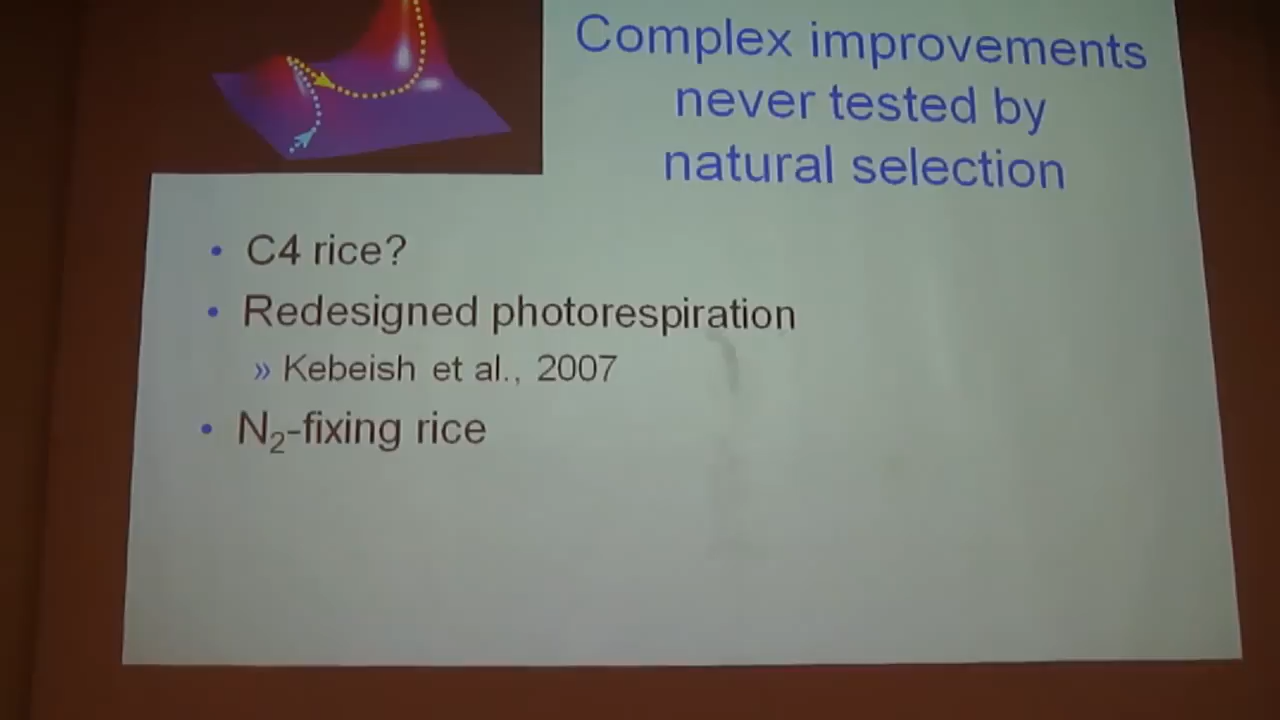 Complex improvements
never tested by
natural selection
• C4 rice?
• Redesigned photorespiration
» Kebeish et al., 2007
• N₂-fixing rice